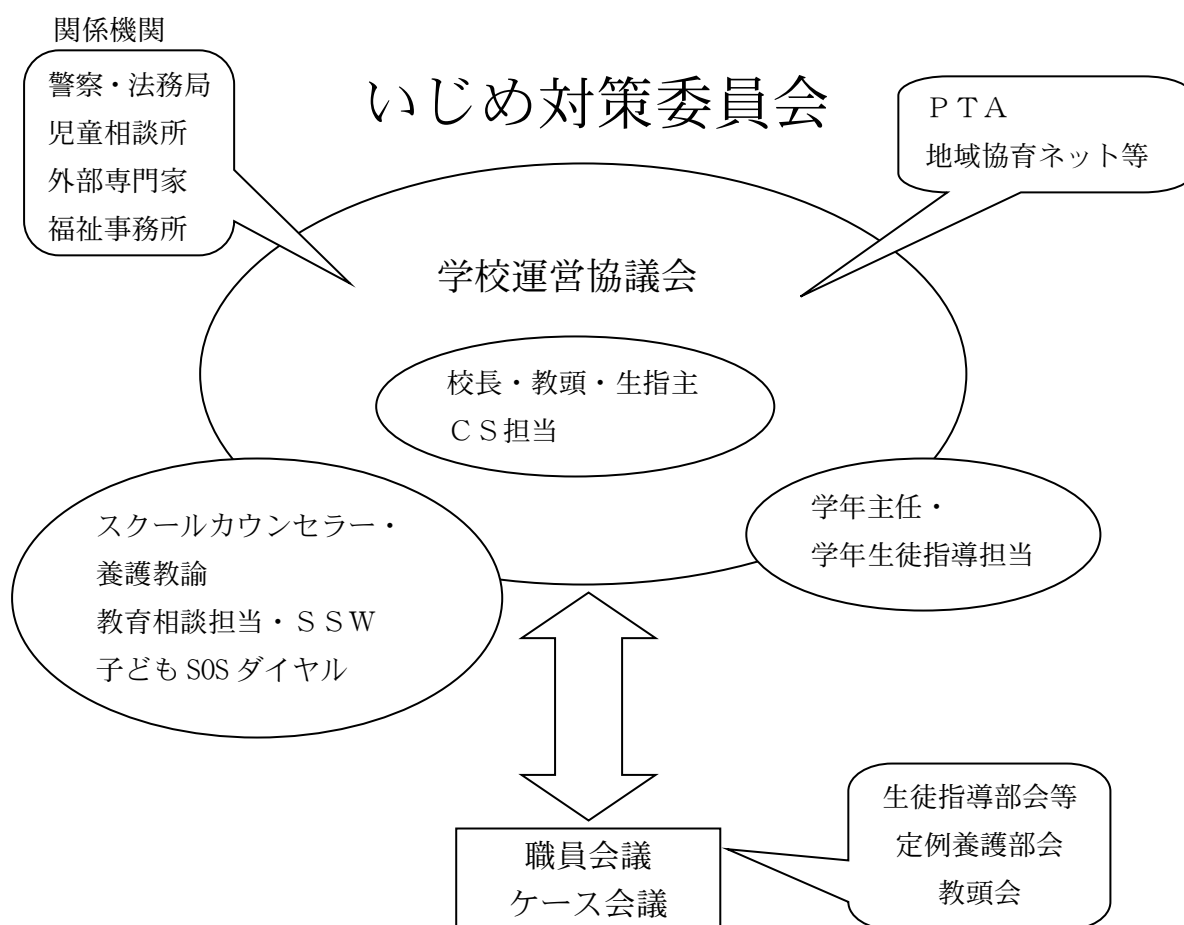 関係機関
警察・法務局
児童相談所
外部専門家
福祉事務所
いじめ対策委員会
ＰＴＡ
地域協育ネット等
学校運営協議会
校長・教頭・生指主
ＣＳ担当
スクールカウンセラー・
養護教諭
教育相談担当・ＳＳＷ
子どもSOSダイヤル
学年主任・
学年生徒指導担当
職員会議
ケース会議
生徒指導部会等
定例養護部会
教頭会